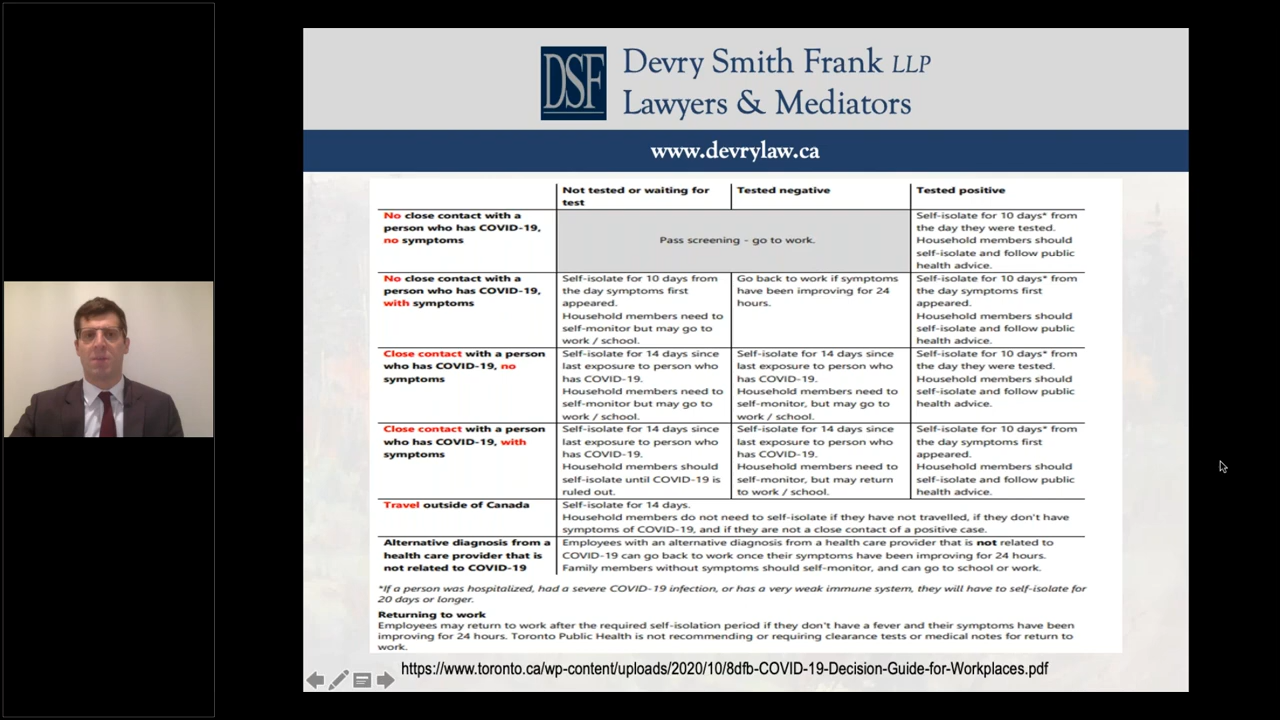 DSF
Devry Smith Frank LLP
Lawyers & Mediators
www.devrylaw.ca
Not tested or waiting for
test
Tested negative
Tested positive
No close contact with a
person who has COVID-19,
no symptoms
Pass screening - go to work.
Self-isolate for 10 days* from
the day they were tested.
Household members should
self-isolate and follow public
health advice.
No close contact with a
person who has COVID-19,
with symptoms
Self-isolate for 10 days from
the day symptoms first
appeared.
Household members need to
self-monitor but may go to
work / school.
Go back to work if symptoms
have been improving for 24
hours.
Self-isolate for 10 days* from
the day symptoms first
appeared.
Household members should
self-isolate and follow public
health advice.
Close contact with a person
who has COVID-19, no
symptoms
Self-isolate for 14 days since
last exposure to person who
has COVID-19.
Household members need to
self-monitor but may go to
work / school.
Self-isolate for 14 days since
last exposure to person who
has COVID-19.
Household members need to
self-monitor, but may go to
work / school.
Self-isolate for 10 days* from
the day they were tested.
Household members should
self-isolate and follow public
health advice.
Close contact with a person
who has COVID-19, with
symptoms
Self-isolate for 14 days since
last exposure to person who
has COVID-19.
Household members should
self-isolate until COVID-19 is
ruled out.
Self-isolate for 14 days since
last exposure to person who
has COVID-19.
Household members need to
self-monitor, but may return
to work / school.
Self-isolate for 10 days* from
the day symptoms first
appeared.
Household members should
self-isolate and follow public
health advice.
Travel outside of Canada
Self-isolate for 14 days.
Household members do not need to self-isolate if they have not travelled, if they don't have
symptoms of COVID-19, and if they are not a close contact of a positive case.
Alternative diagnosis from a
health care provider that is
not related to COVID-19
Employees with an alternative diagnosis from a health care provider that is not related to
COVID-19 can go back to work once their symptoms have been improving for 24 hours.
Family members without symptoms should self-monitor, and can go to school or work.
*If a person was hospitalized, had a severe COVID-19 infection, or has a very weak immune system, they will have to self-isolate for
20 days or longer.
Returning to work
Employees may return to work after the required self-isolation period if they don't have a fever and their symptoms have been
improving for 24 hours. Toronto Public Health is not recommending or requiring clearance tests or medical notes for return to
work.
https://www.toronto.ca/wp-content/uploads/2020/10/8dfb-COVID-19-Decision-Guide-for-Workplaces.pdf